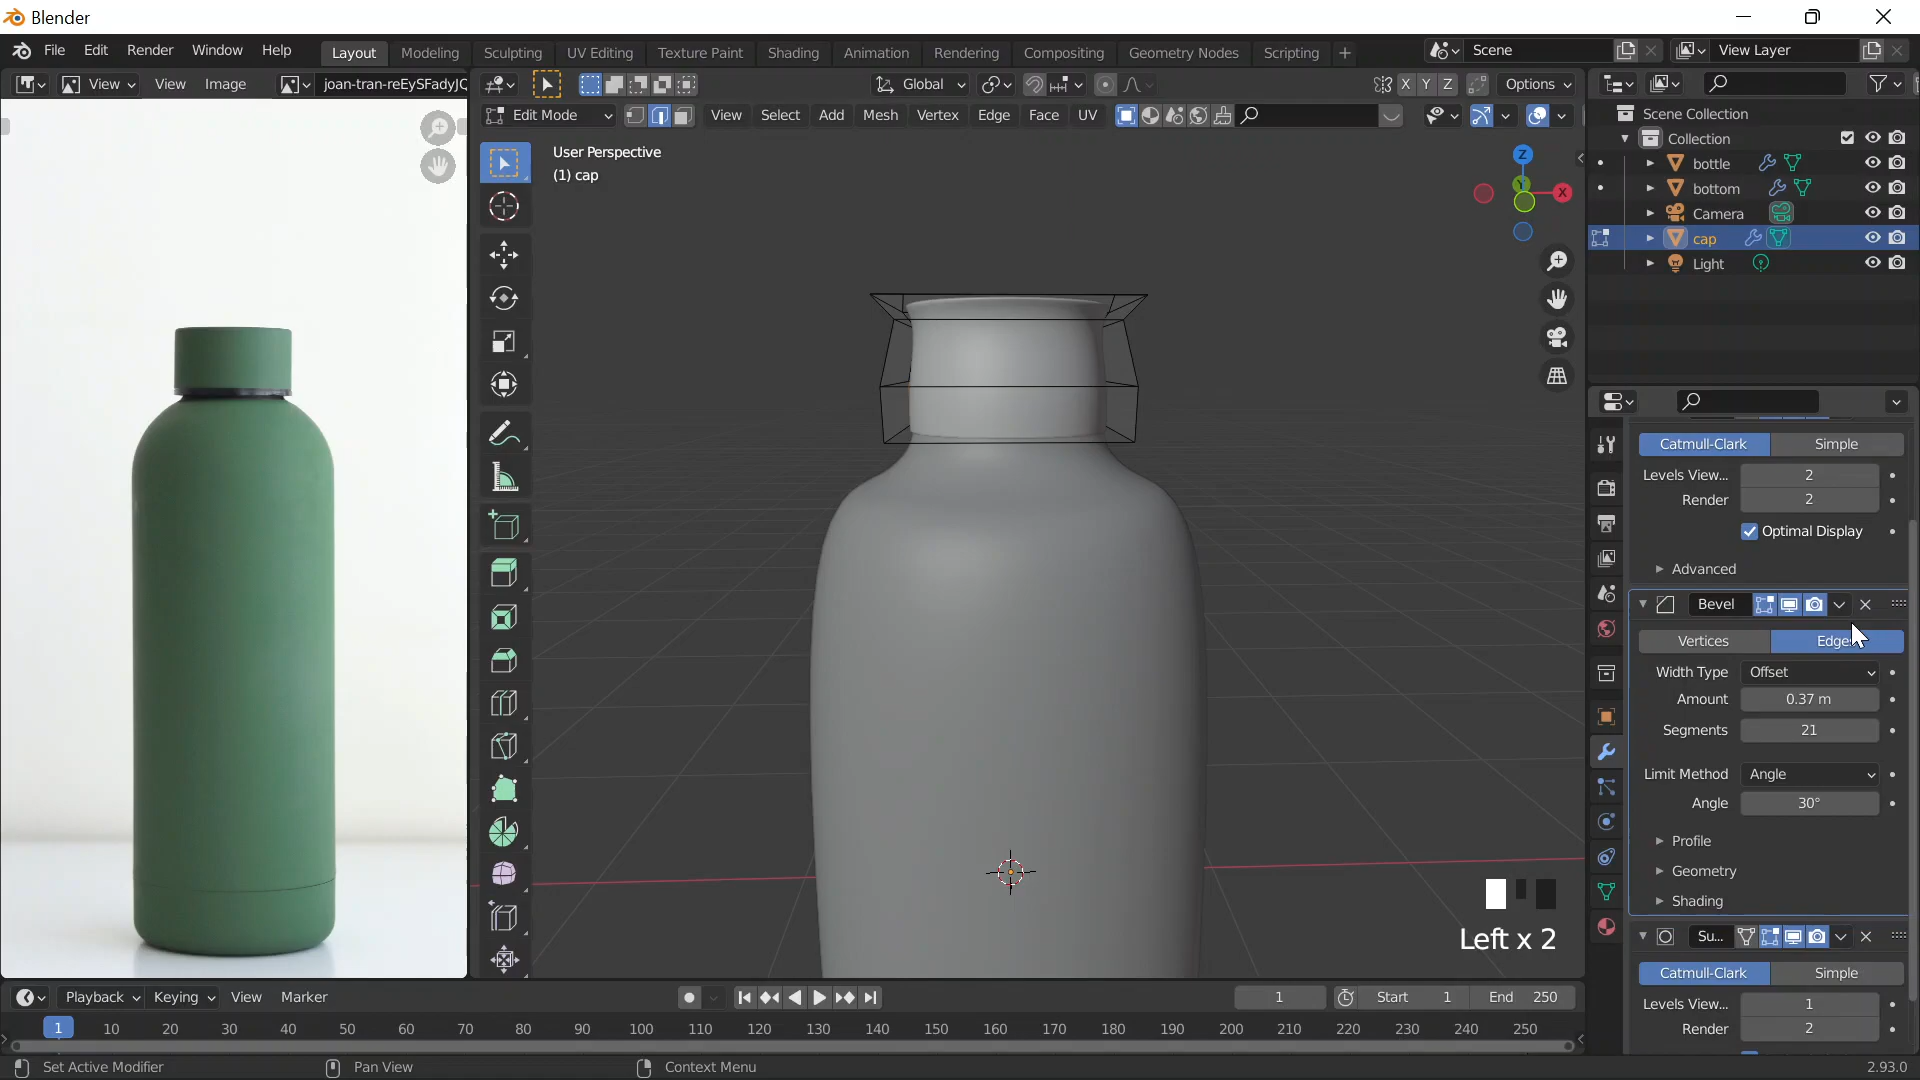 Blender
File Edit Render Window Help Layout Modeling Sculpting UV Editing Texture Paint Shading Animation Rendering Compositing Geometry Nodes Scripting + Scene View Layer
View View Image joan-tran-reEySFadyJQ Global X Y Z Options
Edit Mode View Select Add Mesh Vertex Edge Face UV
User Perspective
(1) cap
Z
Y
X
Scene Collection
Collection
bottle
bottom
Camera
cap
Light
Catmull-Clark Simple
Levels View... 2
Render 2
Optimal Display
Advanced
Bevel
Vertices Edge
Width Type Offset
Amount 0.37 m
Segments 21
Limit Method Angle
Angle 30°
Profile
Geometry
Shading
Su...
Catmull-Clark Simple
Levels View... 1
Render 2
Left x 2
Playback Keying View Marker 1 Start 1 End 250
1 10 20 30 40 50 60 70 80 90 100 110 120 130 140 150 160 170 180 190 200 210 220 230 240 250
Set Active Modifier Pan View Context Menu 2.93.0